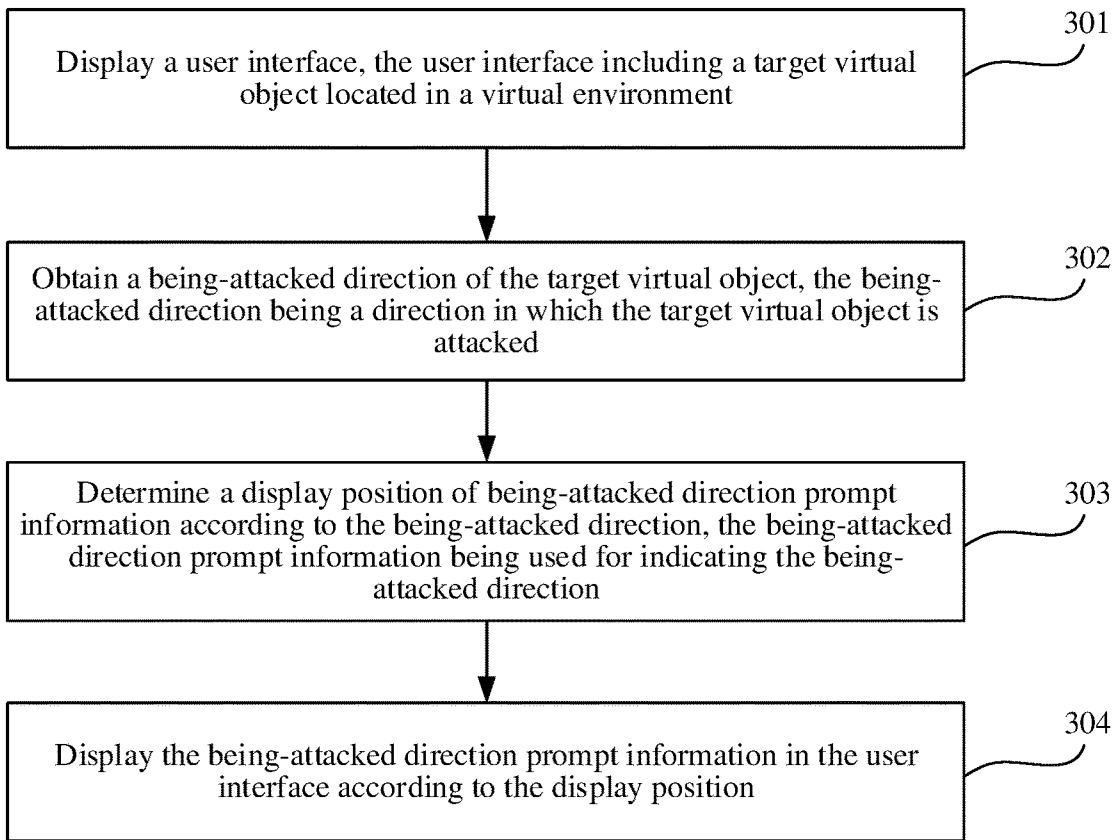 301
Display a user interface, the user interface including a target virtual
object located in a virtual environment
302
Obtain a being-attacked direction of the target virtual object, the being-
attacked direction being a direction in which the target virtual object is
attacked
303
Determine a display position of being-attacked direction prompt
information according to the being-attacked direction, the being-attacked
direction prompt information being used for indicating the being-
attacked direction
304
Display the being-attacked direction prompt information in the user
interface according to the display position